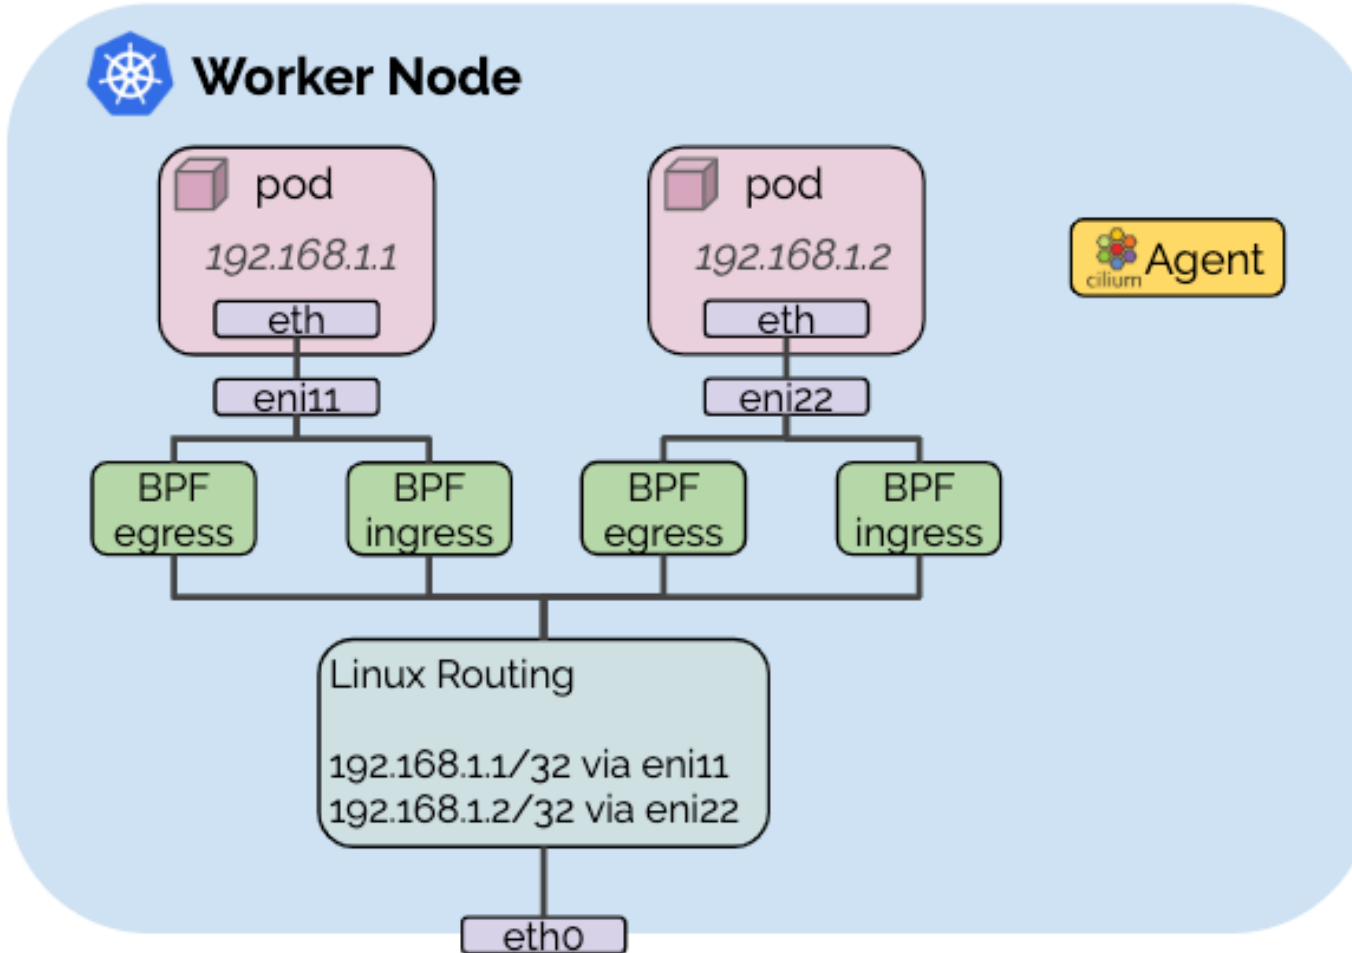 Worker Node
pod
192.168.1.1
eth
pod
192.168.1.2
eth
cilium
Agent
eni11
eni22
BPF
egress
BPF
ingress
BPF
egress
BPF
ingress
Linux Routing
192.168.1.1/32 via eni11
192.168.1.2/32 via eni22
eth0